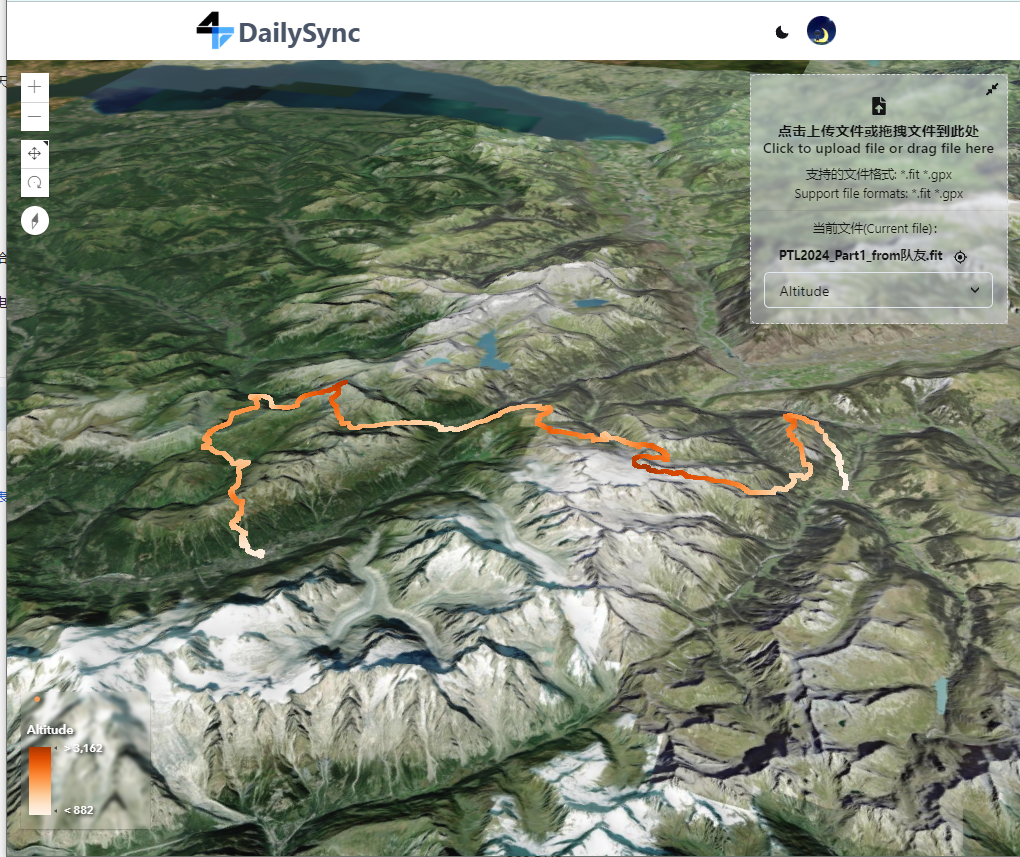 DailySync
点击上传文件或拖拽文件到此处
Click to upload file or drag file here
支持的文件格式: *.fit *.gpx
Support file formats: *.fit *.gpx
当前文件(Current file):
PTL2024_Part1_from队友.fit
Altitude
Altitude
> 3,162
< 882